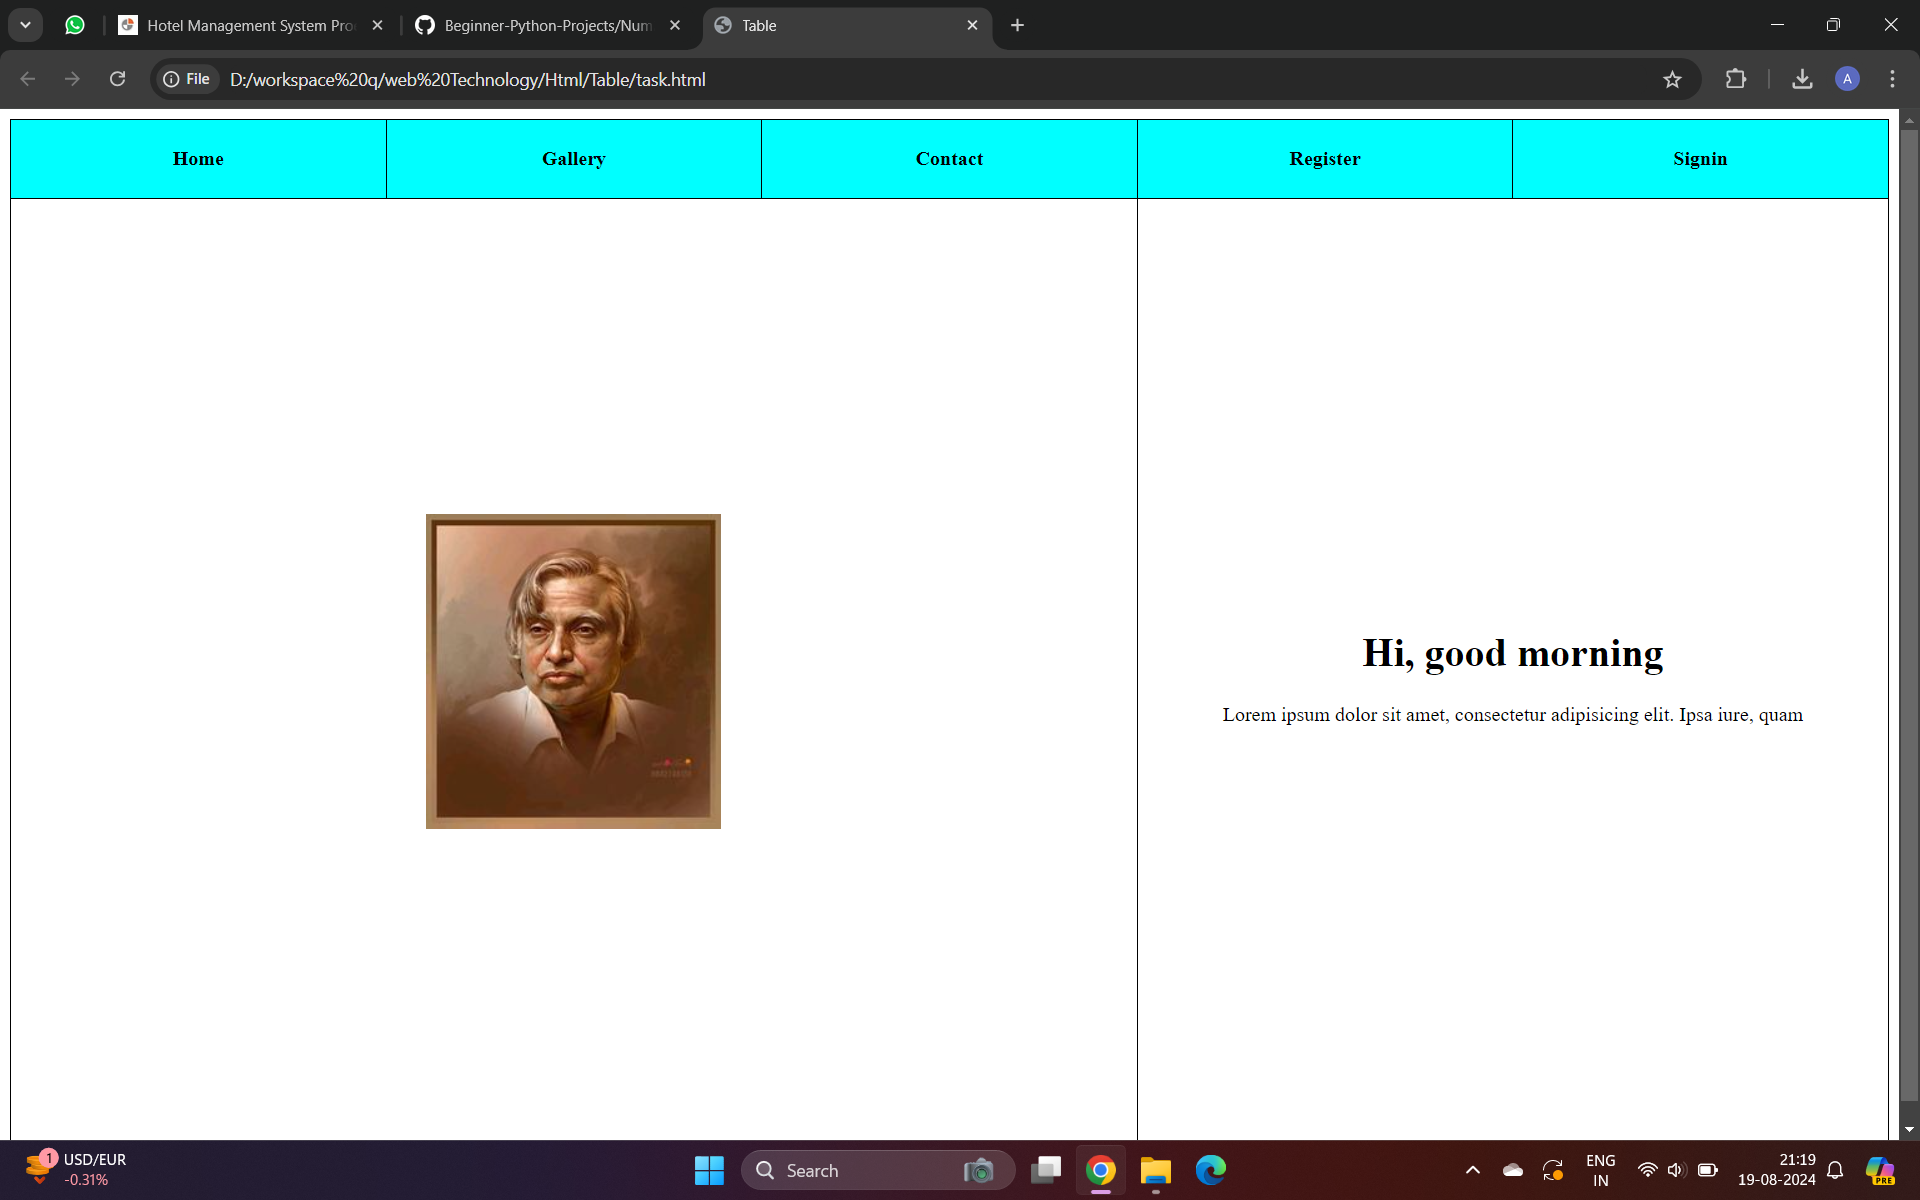 Hotel Management System Pro
Beginner-Python-Projects/Num
Table
File
D:/workspace%20q/web%20Technology/Html/Table/task.html
A
Home
Gallery
Contact
Register
Signin
Hi, good morning
Lorem ipsum dolor sit amet, consectetur adipisicing elit. Ipsa iure, quam
1
USD/EUR
-0.31%
Search
ENG
IN
21:19
19-08-2024
PRE